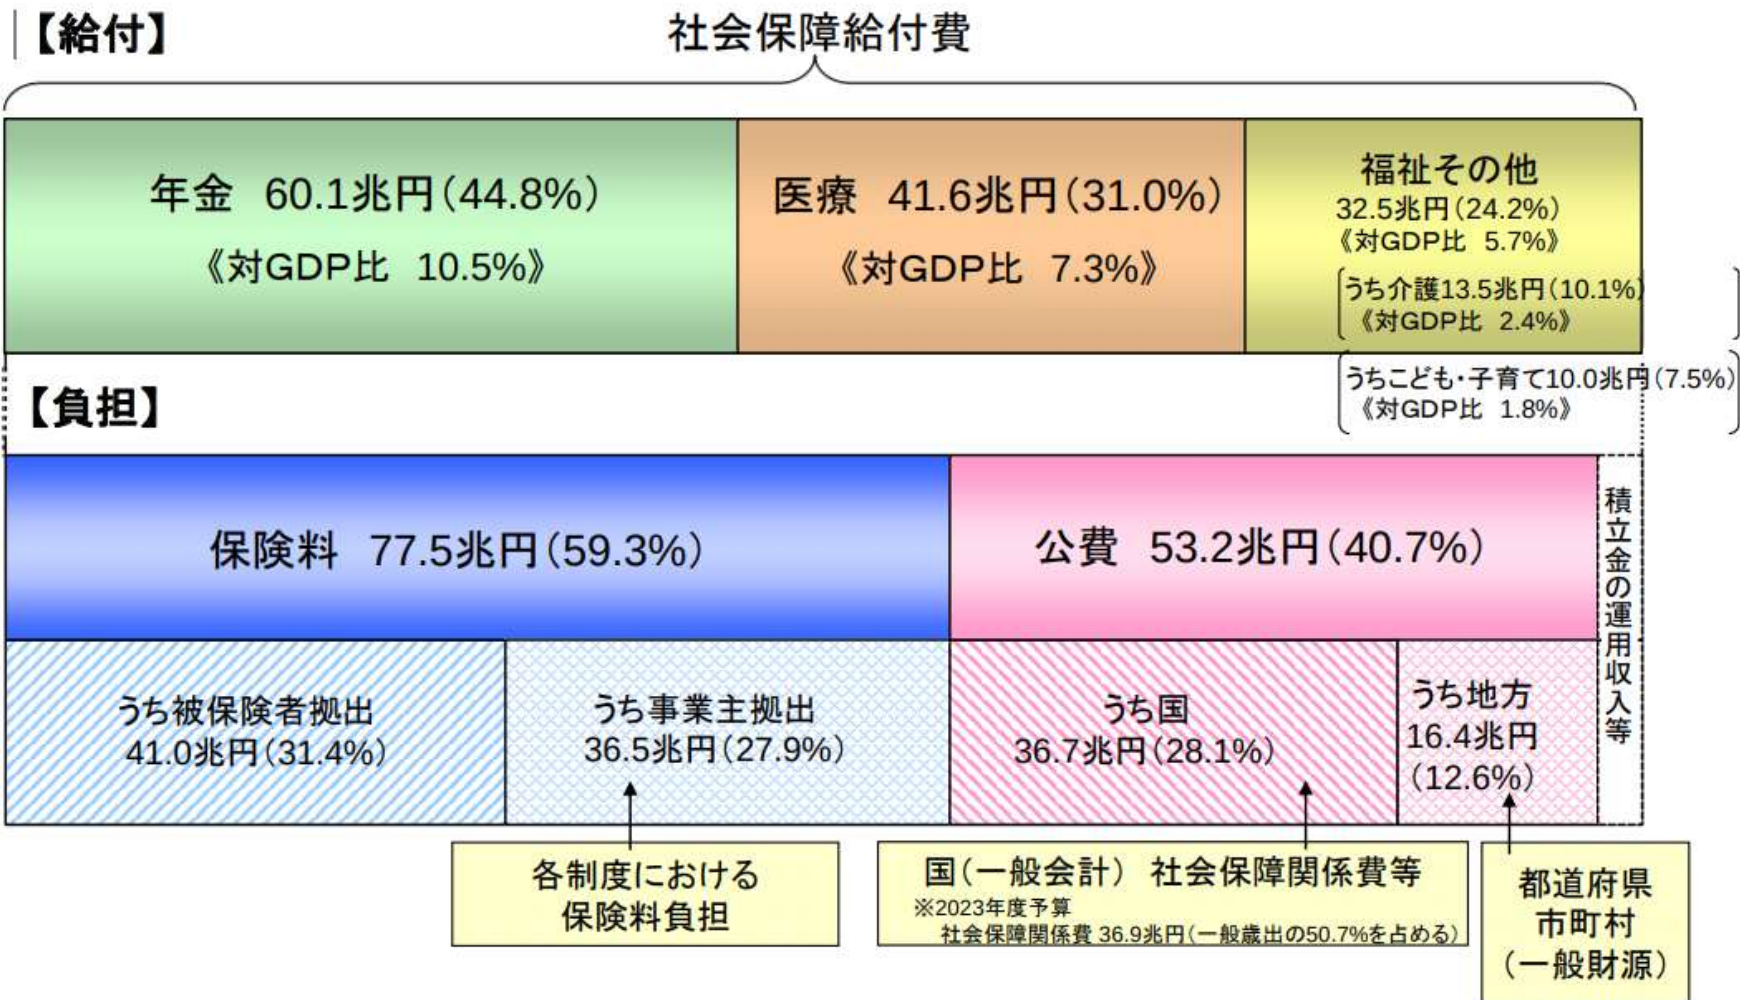 【給付】
社会保障給付費
年金 60.1兆円(44.8%)
《対GDP比 10.5%》
医療 41.6兆円(31.0%)
《対GDP比 7.3%》
福祉その他
32.5兆円(24.2%)
《対GDP比 5.7%》
うち介護13.5兆円(10.1%)
《対GDP比 2.4%》
うちこども・子育て10.0兆円(7.5%)
《対GDP比 1.8%》
【負担】
保険料 77.5兆円(59.3%)
公費 53.2兆円(40.7%)
積立金の運用収入等
うち被保険者拠出
41.0兆円(31.4%)
うち事業主拠出
36.5兆円(27.9%)
うち国
36.7兆円(28.1%)
うち地方
16.4兆円
(12.6%)
各制度における
保険料負担
国(一般会計) 社会保障関係費等
※2023年度予算
社会保障関係費 36.9兆円(一般歳出の50.7%を占める)
都道府県
市町村
(一般財源)